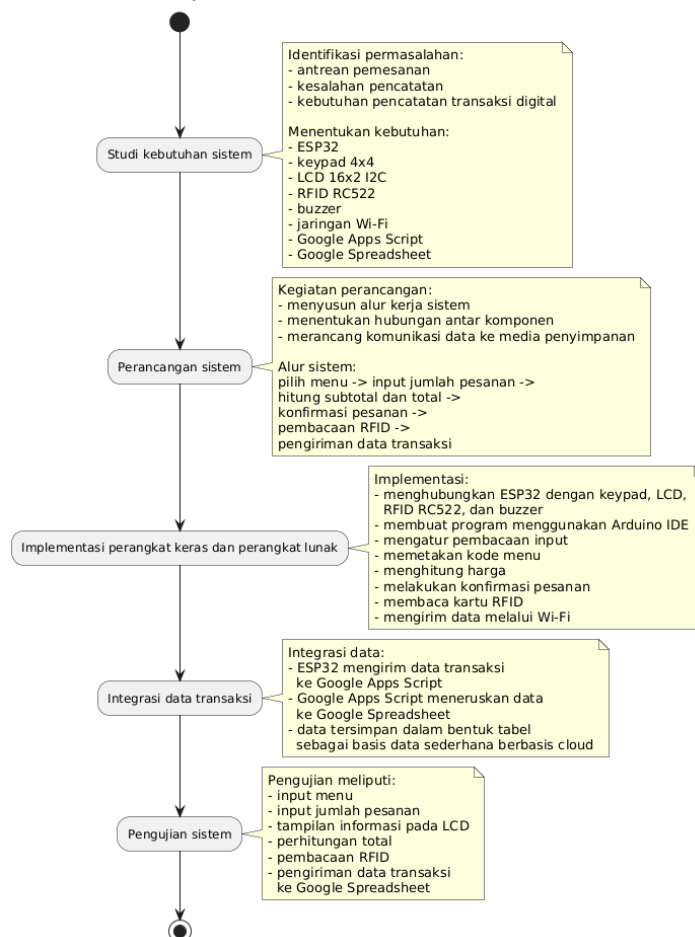 Identifikasi permasalahan:
- antrean pemesanan
- kesalahan pencatatan
- kebutuhan pencatatan transaksi digital
Menentukan kebutuhan:
- ESP32
- keypad 4x4
- LCD 16x2 I2C
- RFID RC522
- buzzer
- jaringan Wi-Fi
- Google Apps Script
- Google Spreadsheet
Studi kebutuhan sistem
Kegiatan perancangan:
- menyusun alur kerja sistem
- menentukan hubungan antar komponen
- merancang komunikasi data ke media penyimpanan
Alur sistem:
pilih menu -> input jumlah pesanan ->
hitung subtotal dan total ->
konfirmasi pesanan ->
pembacaan RFID ->
pengiriman data transaksi
Perancangan sistem
Implementasi:
- menghubungkan ESP32 dengan keypad, LCD,
RFID RC522, dan buzzer
- membuat program menggunakan Arduino IDE
- mengatur pembacaan input
- memetakan kode menu
- menghitung harga
- melakukan konfirmasi pesanan
- membaca kartu RFID
- mengirim data melalui Wi-Fi
Implementasi perangkat keras dan perangkat lunak
Integrasi data:
- ESP32 mengirim data transaksi
ke Google Apps Script
- Google Apps Script meneruskan data
ke Google Spreadsheet
- data tersimpan dalam bentuk tabel
sebagai basis data sederhana berbasis cloud
Integrasi data transaksi
Pengujian meliputi:
- input menu
- input jumlah pesanan
- tampilan informasi pada LCD
- perhitungan total
- pembacaan RFID
- pengiriman data transaksi
ke Google Spreadsheet
Pengujian sistem